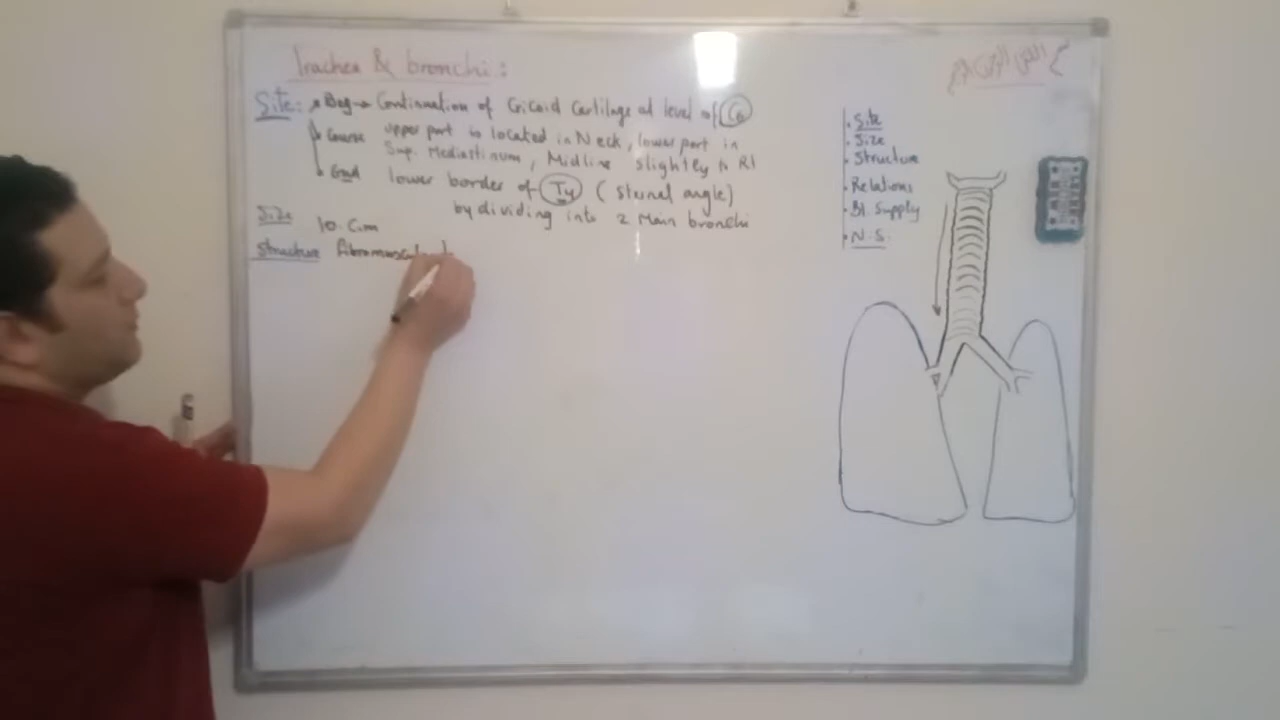 Trachea & bronchi:
Site: Beg → Continuation of Cricoid Cartilage at level of C6
Course upper part is located in Neck, lower part in
Sup. Mediastinum, Midline slightly to Rt
End lower border of T4 (sternal angle)
by dividing into 2 Main bronchi
Size 10 Cm
Structure fibromuscul
. Site
. Size
. Structure
. Relations
. Bl. Supply
. N.S.